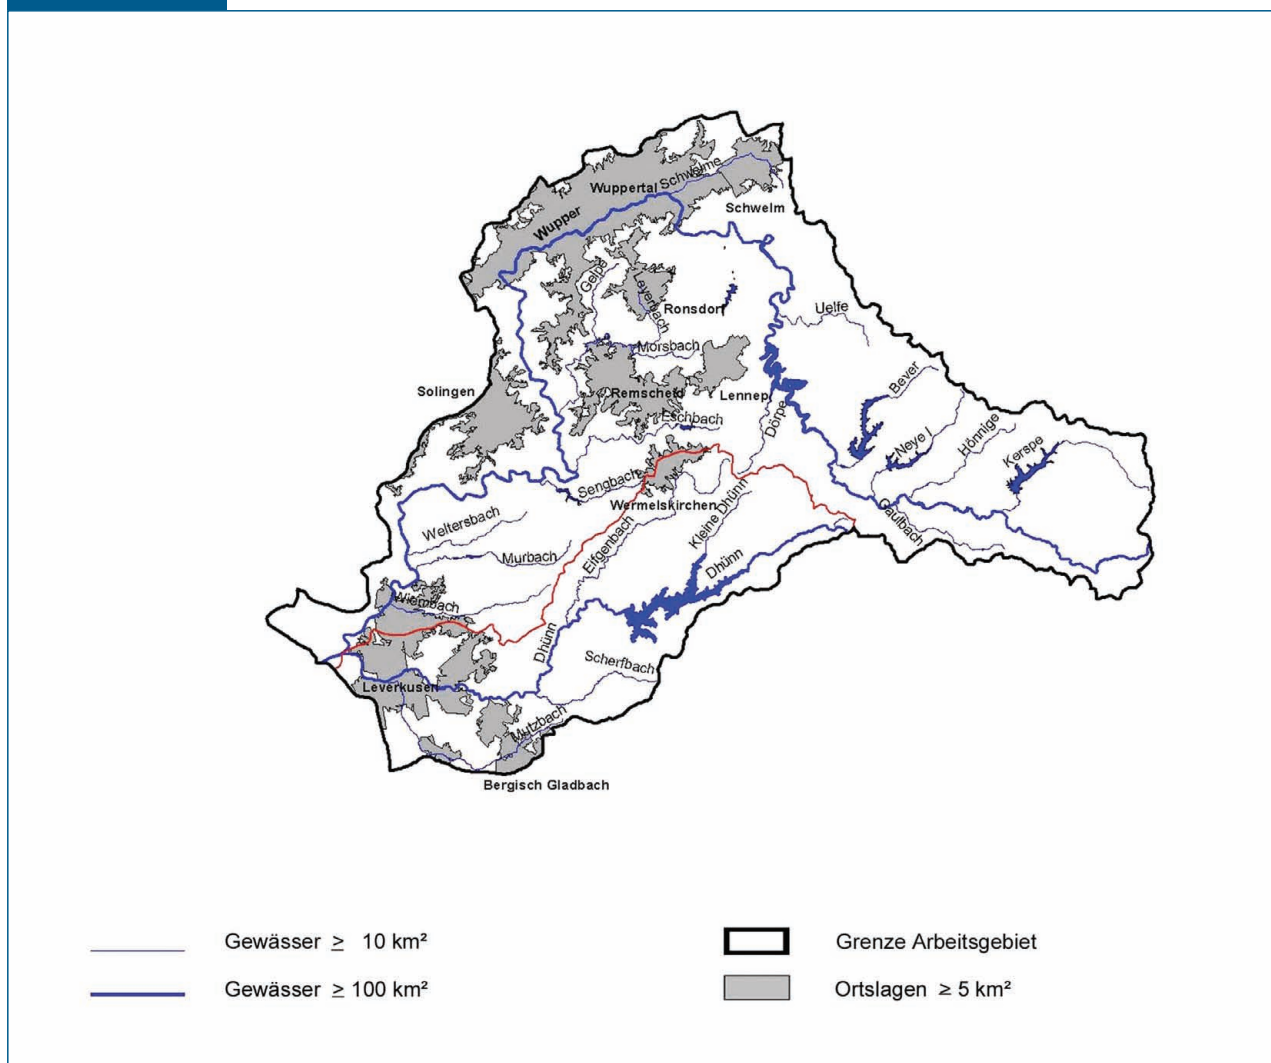 Schwelme
Wuppertal
Wupper
Schwelm
Gelpe
Leyerbach
Ronsdorf
Uelfe
Morsbach
Solingen
Remscheid
Lennep
Bever
Eschbach
Dörpe
Neye I
Hönnige
Kerspe
Sengbach
Wermelskirchen
Weltersbach
Kleine Dhünn
Gaulbach
Murbach
Eifgenbach
Dhünn
Wiembach
Dhünn
Scherfbach
Leverkusen
Mutzbach
Bergisch Gladbach
Gewässer ≥ 10 km²
Grenze Arbeitsgebiet
Gewässer ≥ 100 km²
Ortslagen ≥ 5 km²